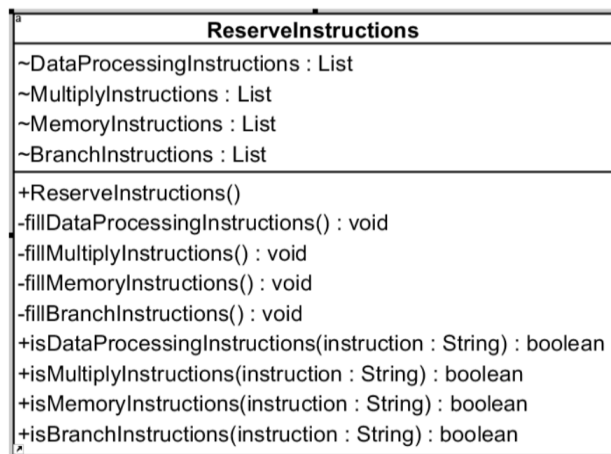 a
ReserveInstructions
~DataProcessingInstructions : List
~MultiplyInstructions : List
~MemoryInstructions : List
~BranchInstructions : List
+ReserveInstructions()
-fillDataProcessingInstructions() : void
-fillMultiplyInstructions() : void
-fillMemoryInstructions() : void
-fillBranchInstructions() : void
+isDataProcessingInstructions(instruction : String) : boolean
+isMultiplyInstructions(instruction : String) : boolean
+isMemoryInstructions(instruction : String) : boolean
+isBranchInstructions(instruction : String) : boolean